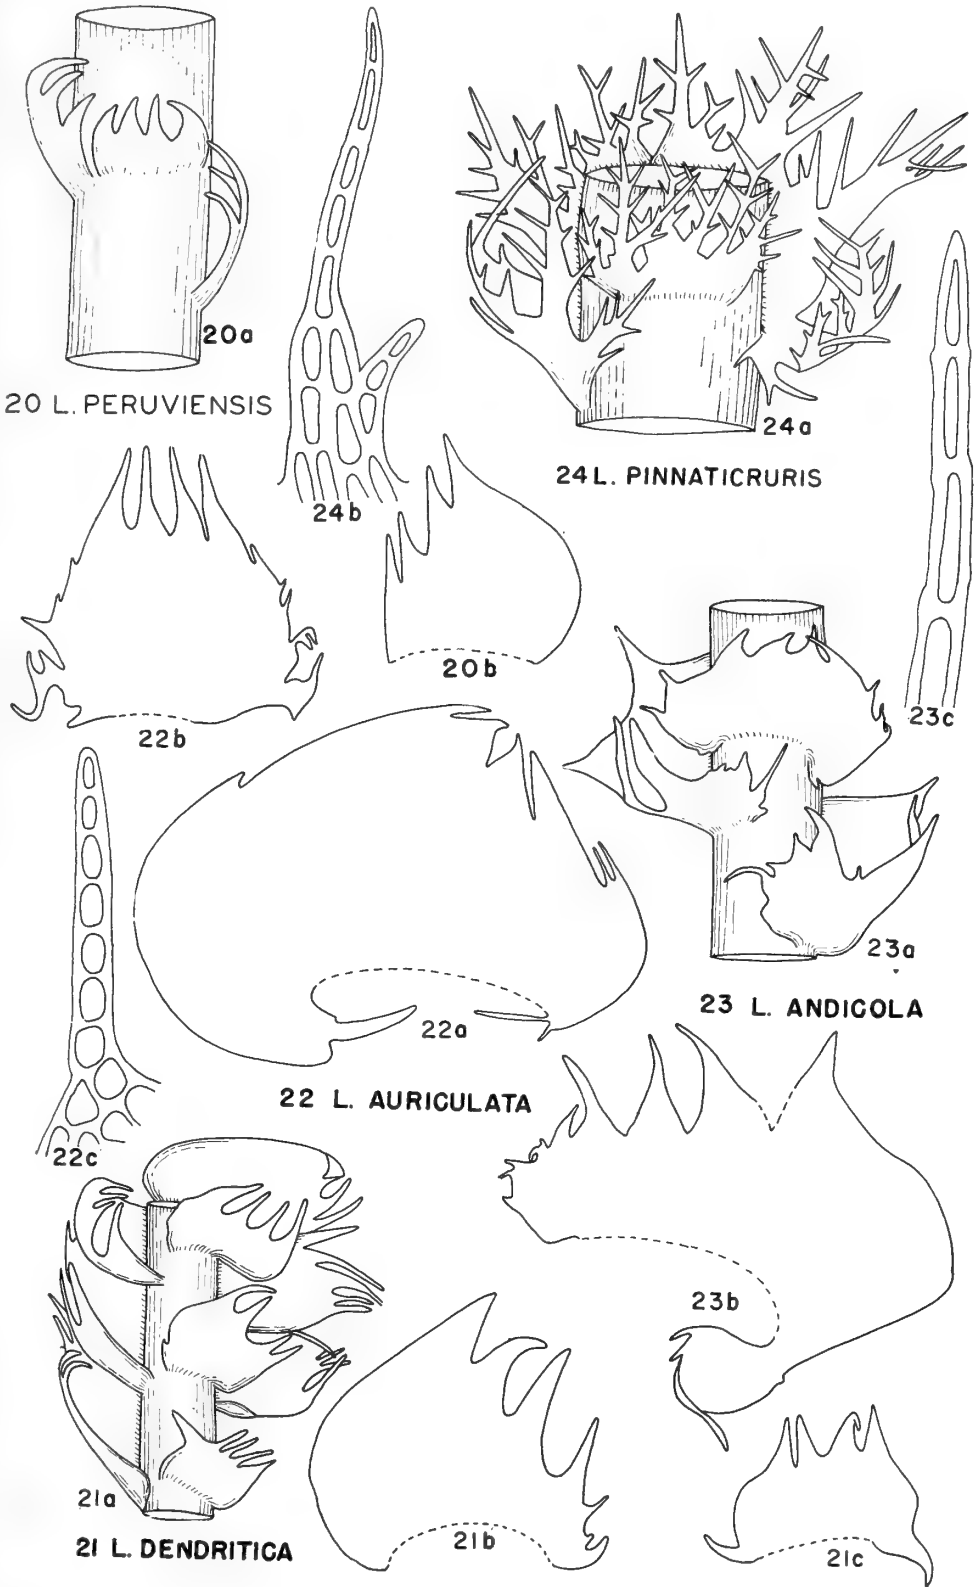 20a
20 L. PERUVIENSIS
24a
24 L. PINNATICRURIS
24b
20b
22b
23c
23a
23 L. ANDICOLA
22a
22 L. AURICULATA
22c
23b
21a
21b
21c
21 L. DENDRITICA